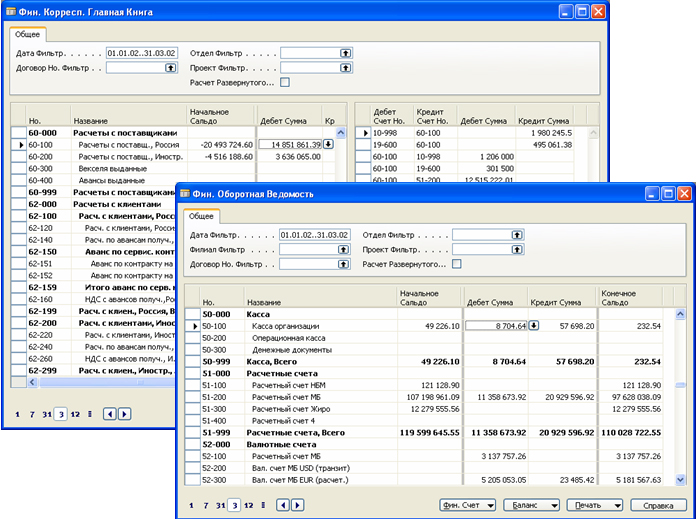 Фин. Корресп. Главная Книга
Общее
Дата Фильтр. . . . . . 01.01.02..31.03.02 Отдел Фильтр . . . . .
Договор Но. Фильтр . . Проект Фильтр. . . . .
Расчет Развернутого...
Но. Название Начальное Сальдо Дебет Сумма Кр
60-000 Расчеты с поставщиками
60-100 Расчеты с поставщ., Россия -20 493 724.60 14 851 861.39
60-200 Расчеты с поставщ., Иностр. -4 516 188.60 3 636 065.00
60-300 Векселя выданные
60-400 Авансы выданные
60-999 Расчеты с поставщиками
62-000 Расчеты с клиентами
62-100 Расч. с клиентами, Росси
62-120 Расч. с клиентами, Россия
62-140 Расч. по авансам получ.,
62-150 Аванс по сервис. конт
62-151 Аванс по контракту на
62-152 Аванс по контракту на
62-159 Итого аванс по серв.
62-160 НДС с авансов получ.,Рос
62-199 Расч. с клиен., Россия, В
62-200 Расч. с клиентами, Инос
62-220 Расч. с клиентами, Иностр
62-240 Расч. по авансам получ.,
62-260 НДС с авансов получ., И.
62-299 Расч. с клиен., Иностр.,
1 7 31 3 12
Дебет Счет Но. Кредит Счет Но. Дебет Сумма Кредит Сумма
10-998 60-100 1 980 245.5
19-600 60-100 495 061.38
60-100 10-998 1 206 000
60-100 19-600 301 500
60-100 51-200 12 515 222.01
Фин. Оборотная Ведомость
Общее
Дата Фильтр. . . . . . 01.01.02..31.03.02 Отдел Фильтр . . . . .
Филиал Фильтр . . . . . Проект Фильтр. . . . .
Договор Но. Фильтр . . Расчет Развернутого...
Но. Название Начальное Сальдо Дебет Сумма Кредит Сумма Конечное Сальдо
50-000 Касса
50-100 Касса организации 49 226.10 8 704.64 57 698.20 232.54
50-200 Операционная касса
50-300 Денежные документы
50-999 Касса, Всего 49 226.10 8 704.64 57 698.20 232.54
51-000 Расчетные счета
51-100 Расчетный счет НБМ 121 128.90 121 128.90
51-200 Расчетный счет МБ 107 198 961.09 11 358 673.92 20 929 596.92 97 628 038.09
51-300 Расчетный счет Жиро 12 279 555.56 12 279 555.56
51-400 Расчетный счет 4
51-999 Расчетные счета, Всего 119 599 645.55 11 358 673.92 20 929 596.92 110 028 722.55
52-000 Валютные счета
52-100 Расчетный счет МБ 3 137 757.26 3 137 757.26
52-200 Вал. счет МБ USD (транзит)
52-300 Вал. счет МБ EUR (расчет.) 5 205 053.05 23 485.42 5 181 567.63
1 7 31 3 12
Фин. Счет Баланс Печать Справка